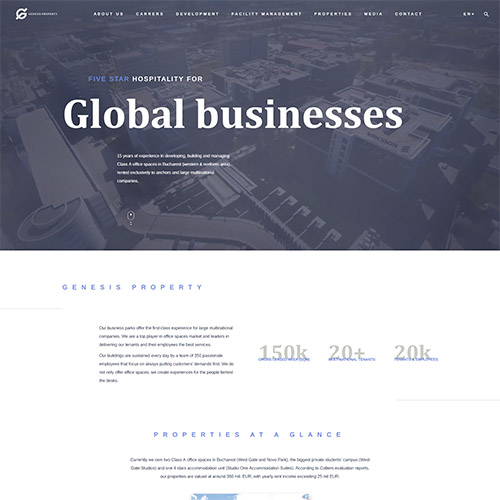 GENESIS PROPERTY
ABOUT US CARRERS DEVELOPMENT FACILITY MANAGEMENT PROPERTIES MEDIA CONTACT EN
FIVE STAR HOSPITALITY FOR
Global businesses
15 years of experience in developing, building and managing
Class A office spaces in Bucharest (western & northern area),
rented exclusively to anchors and large multinational
companies.
GENESIS PROPERTY
Our business parks offer the first-class experience for large multinational
companies. We are a top player in office spaces market and leaders in
delivering our tenants and their employees the best services.
Our buildings are sustained every day by a team of 350 passionate
employees that focus on always putting customers' demands first. We do
not only offer office spaces, we create experiences for the people behind
the desks.
150k 20+ 20k
MULTINATIONAL TENANTS
TENANTS EMPLOYEES
PROPERTIES AT A GLANCE
Currently we own two Class A office spaces in Bucharest (West Gate and Novo Park), the biggest private students' campus (West
Gate Studios) and one 4 stars accommodation unit (Studio One Accommodation Suites). According to Colliers evaluation reports,
our properties are valued at around 360 mil. EUR, with yearly rent income exceeding 25 mil EUR.